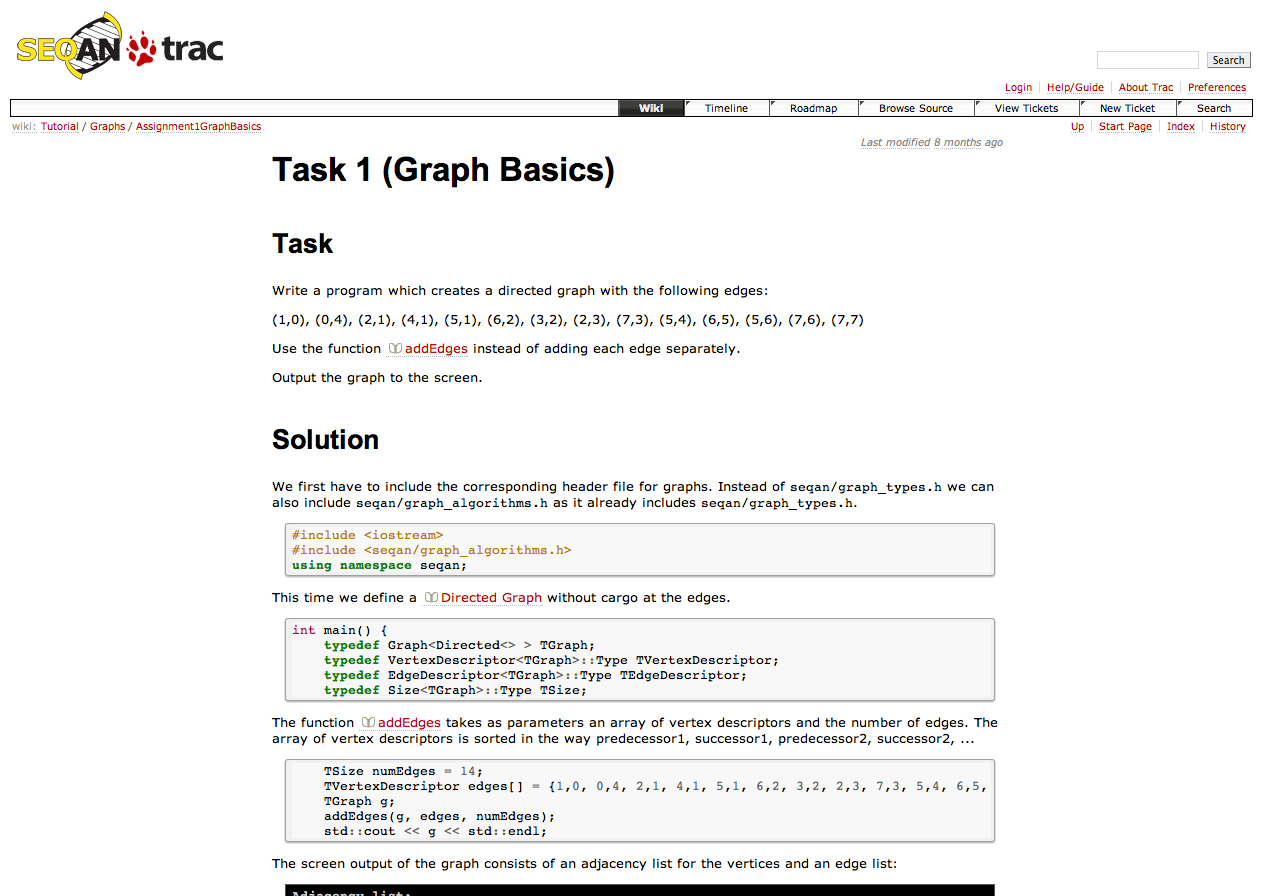 SEQAN trac
Search
Login Help/Guide About Trac Preferences
Wiki Timeline Roadmap Browse Source View Tickets New Ticket Search
wiki: Tutorial / Graphs / Assignment1GraphBasics
Up Start Page Index History
Last modified 8 months ago
Task 1 (Graph Basics)
Task
Write a program which creates a directed graph with the following edges:
(1,0), (0,4), (2,1), (4,1), (5,1), (6,2), (3,2), (2,3), (7,3), (5,4), (6,5), (5,6), (7,6), (7,7)
Use the function addEdges instead of adding each edge separately.
Output the graph to the screen.
Solution
We first have to include the corresponding header file for graphs. Instead of seqan/graph_types.h we can
also include seqan/graph_algorithms.h as it already includes seqan/graph_types.h.
#include <iostream>
#include <seqan/graph_algorithms.h>
using namespace seqan;
This time we define a Directed Graph without cargo at the edges.
int main() {
typedef Graph<Directed<> > TGraph;
typedef VertexDescriptor<TGraph>::Type TVertexDescriptor;
typedef EdgeDescriptor<TGraph>::Type TEdgeDescriptor;
typedef Size<TGraph>::Type TSize;
The function addEdges takes as parameters an array of vertex descriptors and the number of edges. The
array of vertex descriptors is sorted in the way predecessor1, successor1, predecessor2, successor2, ...
TSize numEdges = 14;
TVertexDescriptor edges[] = {1,0, 0,4, 2,1, 4,1, 5,1, 6,2, 3,2, 2,3, 7,3, 5,4, 6,5,
TGraph g;
addEdges(g, edges, numEdges);
std::cout << g << std::endl;
The screen output of the graph consists of an adjacency list for the vertices and an edge list:
Adjacency list: